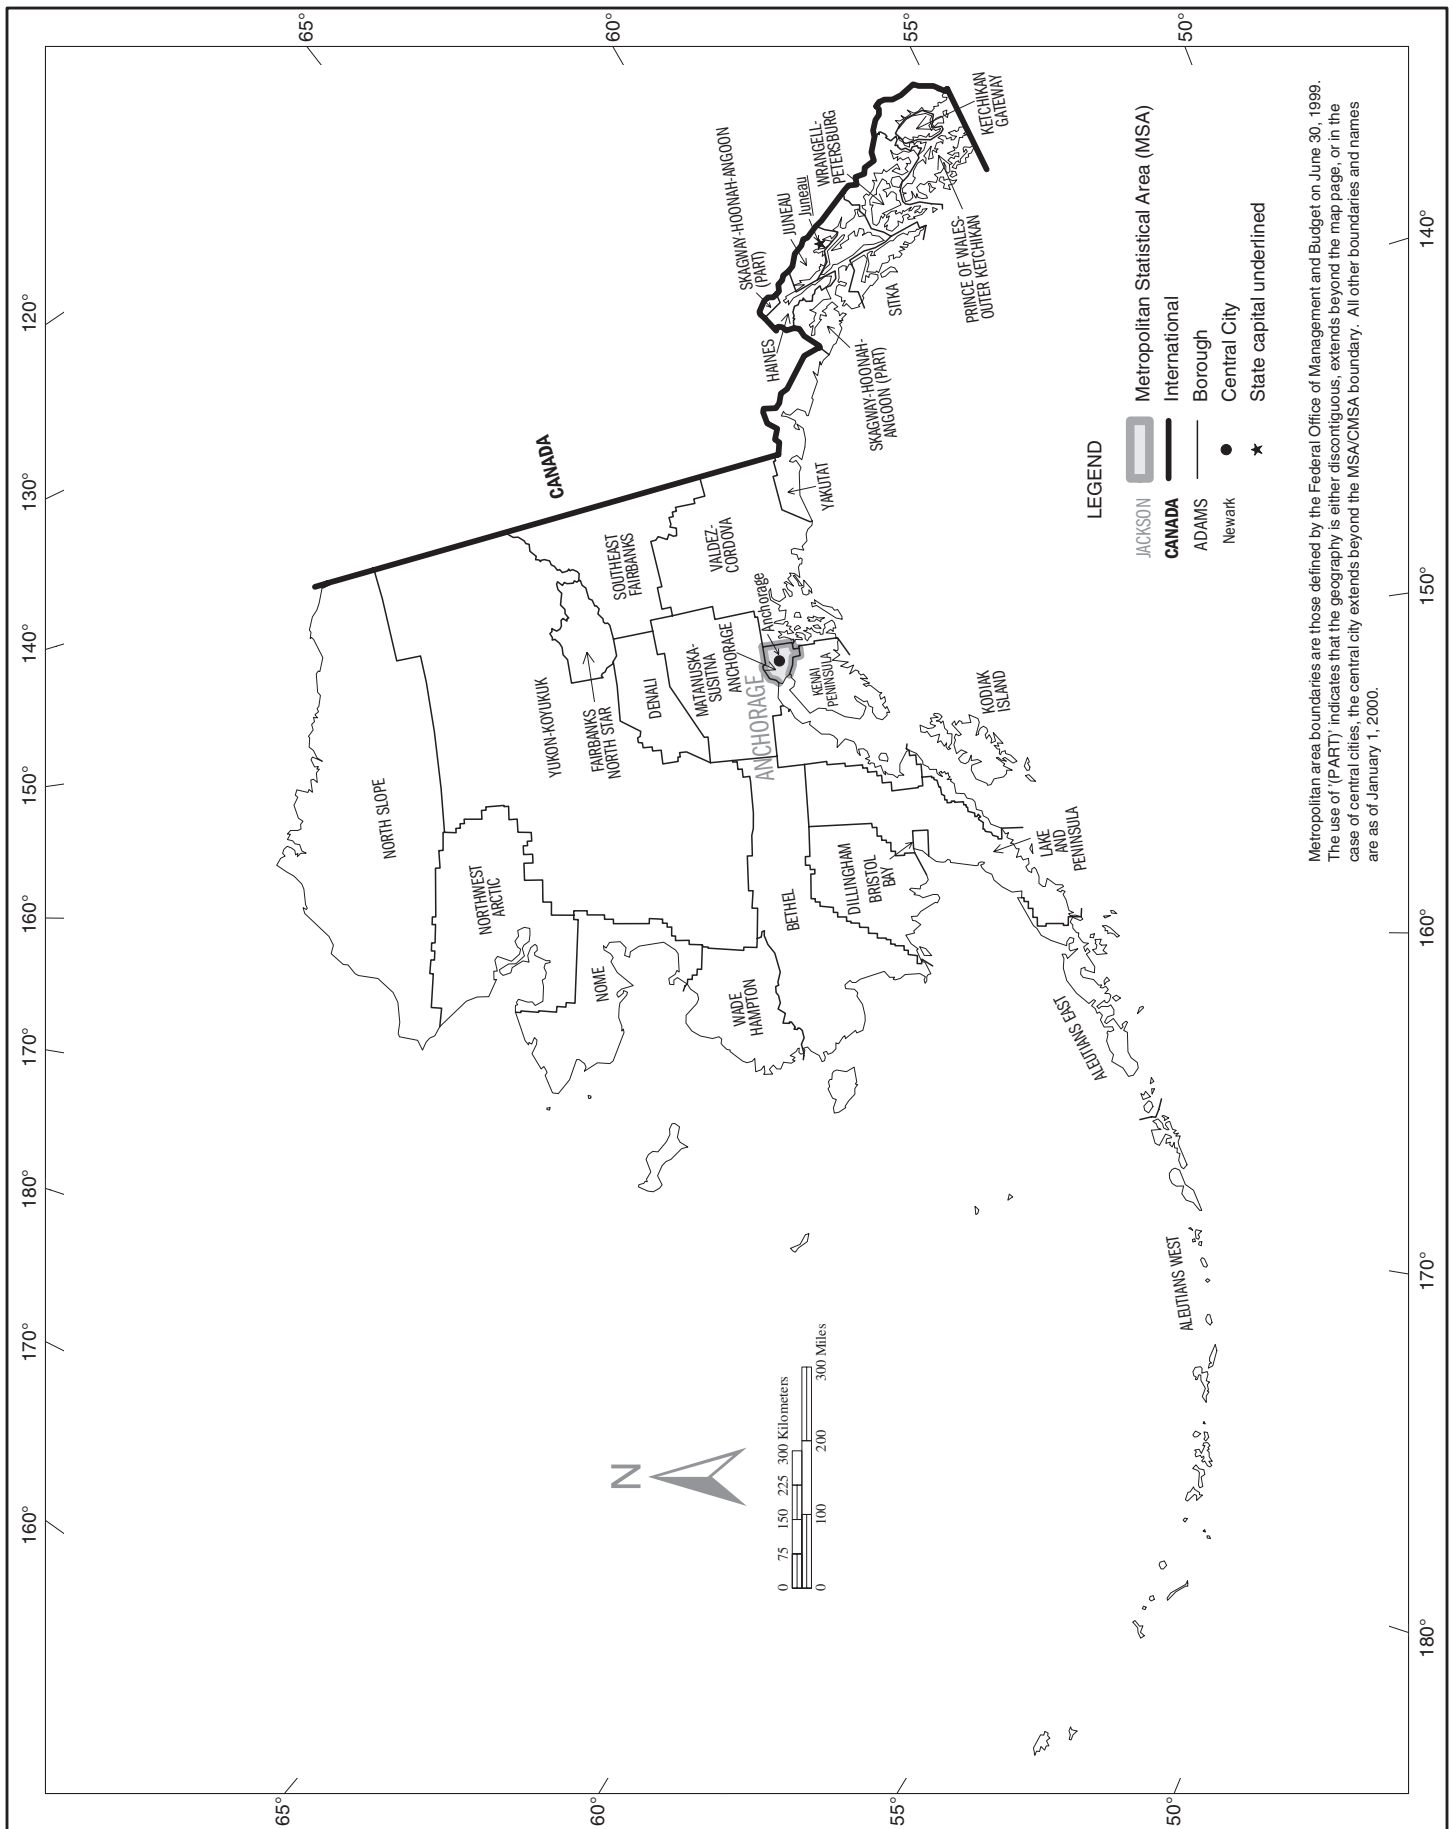 120°
130°
140°
150°
160°
170°
180°
170°
160°
65°
60°
55°
50°
65°
60°
55°
50°
140°
150°
160°
170°
180°
NORTH SLOPE
NORTHWEST
ARCTIC
NOME
YUKON-KOYUKUK
FAIRBANKS
NORTH STAR
SOUTHEAST
FAIRBANKS
DENALI
MATANUSKA-
SUSITNA
ANCHORAGE
ANCHORAGE
Anchorage
VALDEZ-
CORDOVA
CANADA
WADE
HAMPTON
BETHEL
DILLINGHAM
BRISTOL
BAY
KENAI
PENINSULA
KODIAK
ISLAND
LAKE
AND
PENINSULA
ALEUTIANS EAST
ALEUTIANS WEST
YAKUTAT
HAINES
SKAGWAY-HOONAH-ANGOON
(PART)
SKAGWAY-HOONAH-
ANGOON (PART)
JUNEAU
Juneau
SITKA
WRANGELL-
PETERSBURG
PRINCE OF WALES-
OUTER KETCHIKAN
KETCHIKAN
GATEWAY
N
0 75 150 225 300 Kilometers
0 100 200 300 Miles
LEGEND
JACKSON Metropolitan Statistical Area (MSA)
CANADA International
ADAMS Borough
Newark Central City
State capital underlined
Metropolitan area boundaries are those defined by the Federal Office of Management and Budget on June 30, 1999.
The use of '(PART)' indicates that the geography is either discontiguous, extends beyond the map page, or in the
case of central cities, the central city extends beyond the MSA/CMSA boundary. All other boundaries and names
are as of January 1, 2000.